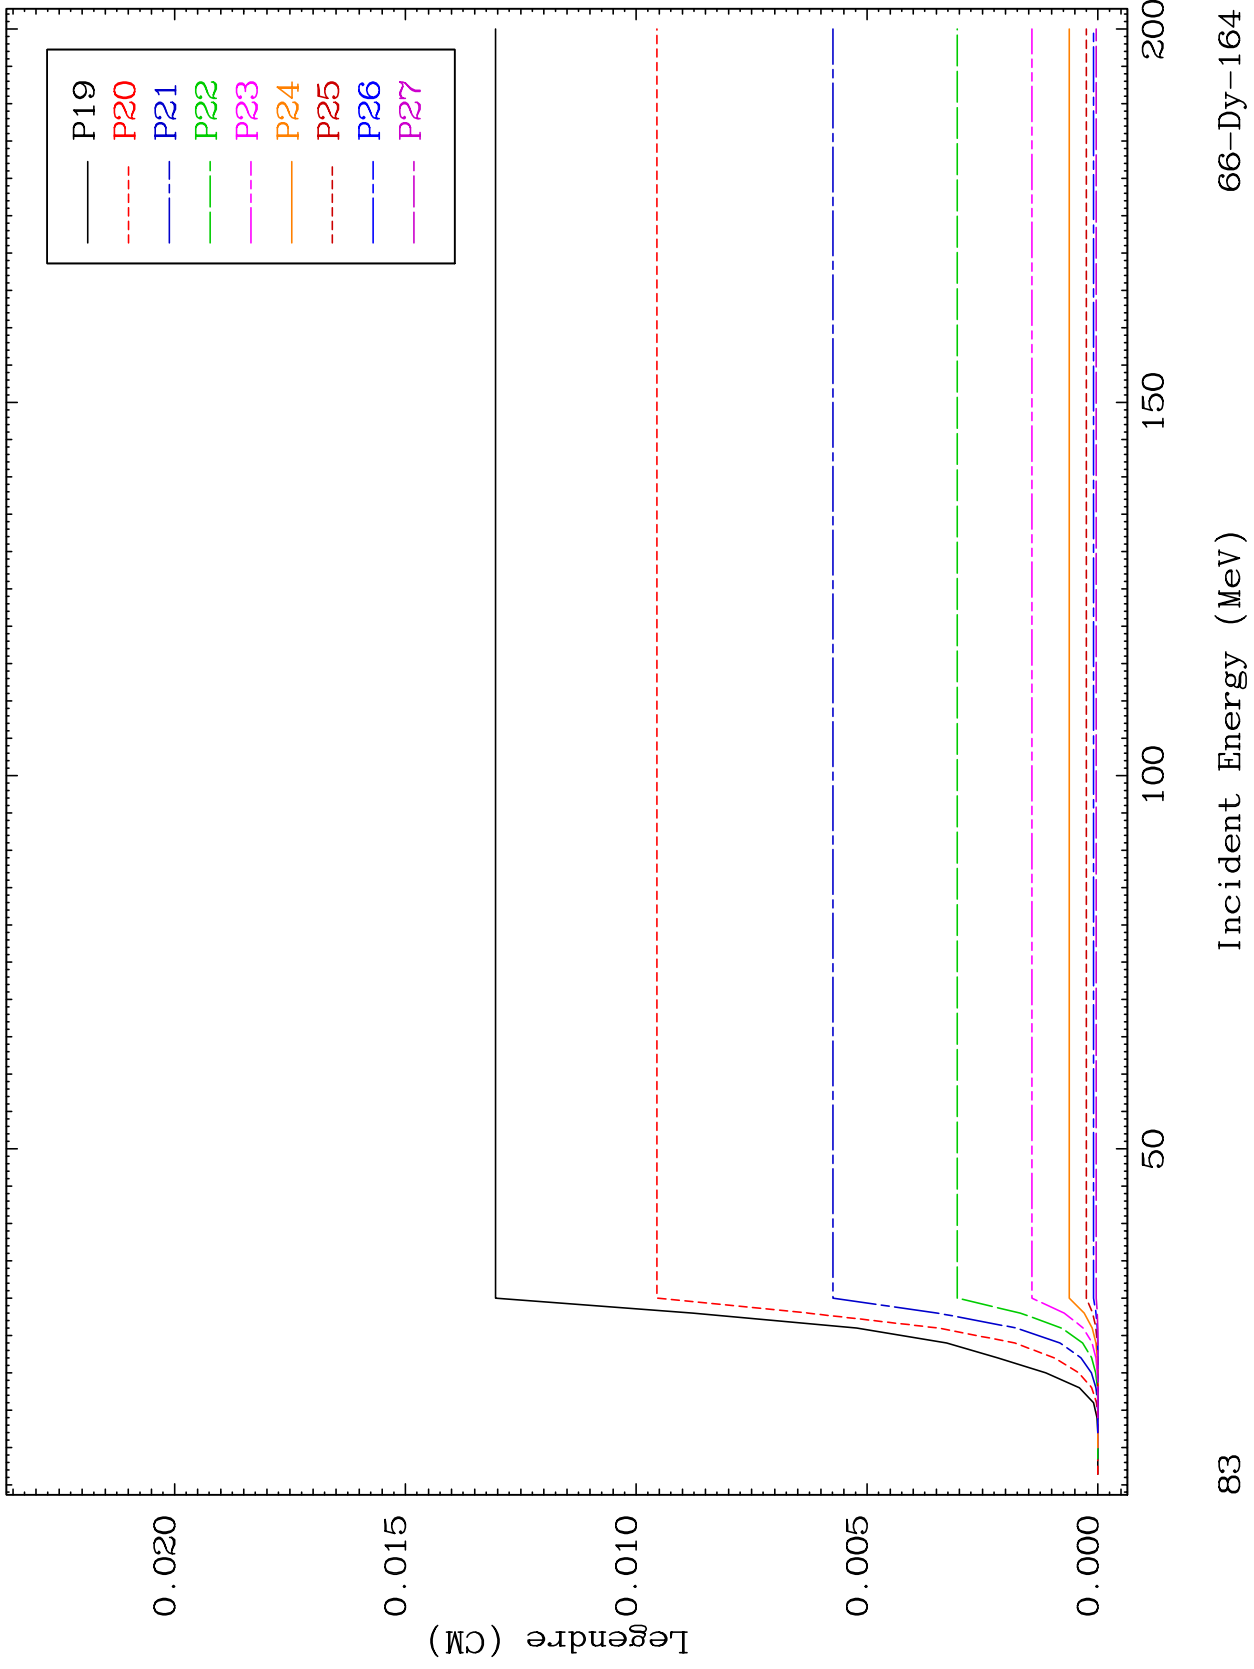 P19
P20
P21
P22
P23
P24
P25
P26
P27
0.020
0.015
0.010
0.005
0.000
Legendre (CM)
50
100
150
200
Incident Energy (MeV)
83
66-Dy-164